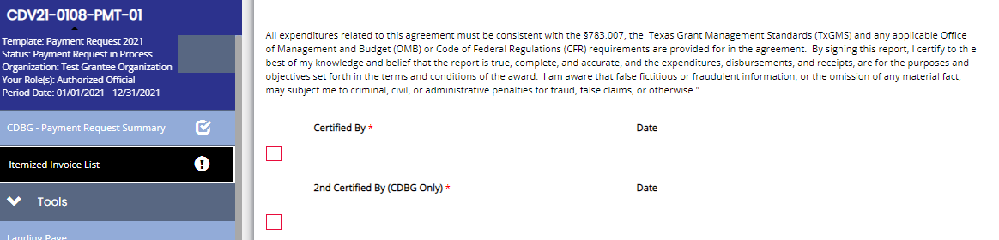 CDV21-0108-PMT-01
Template: Payment Request 2021
Status: Payment Request in Process
Organization: Test Grantee Organization
Your Role(s): Authorized Official
Period Date: 01/01/2021 - 12/31/2021
CDBG - Payment Request Summary
Itemized Invoice List
Tools
Landing Page
All expenditures related to this agreement must be consistent with the §783.007, the Texas Grant Management Standards (TxGMS) and any applicable Office
of Management and Budget (OMB) or Code of Federal Regulations (CFR) requirements are provided for in the agreement. By signing this report, I certify to th e
best of my knowledge and belief that the report is true, complete, and accurate, and the expenditures, disbursements, and receipts, are for the purposes and
objectives set forth in the terms and conditions of the award. I am aware that false fictitious or fraudulent information, or the omission of any material fact,
may subject me to criminal, civil, or administrative penalties for fraud, false claims, or otherwise."
Certified By * Date
2nd Certified By (CDBG Only) * Date